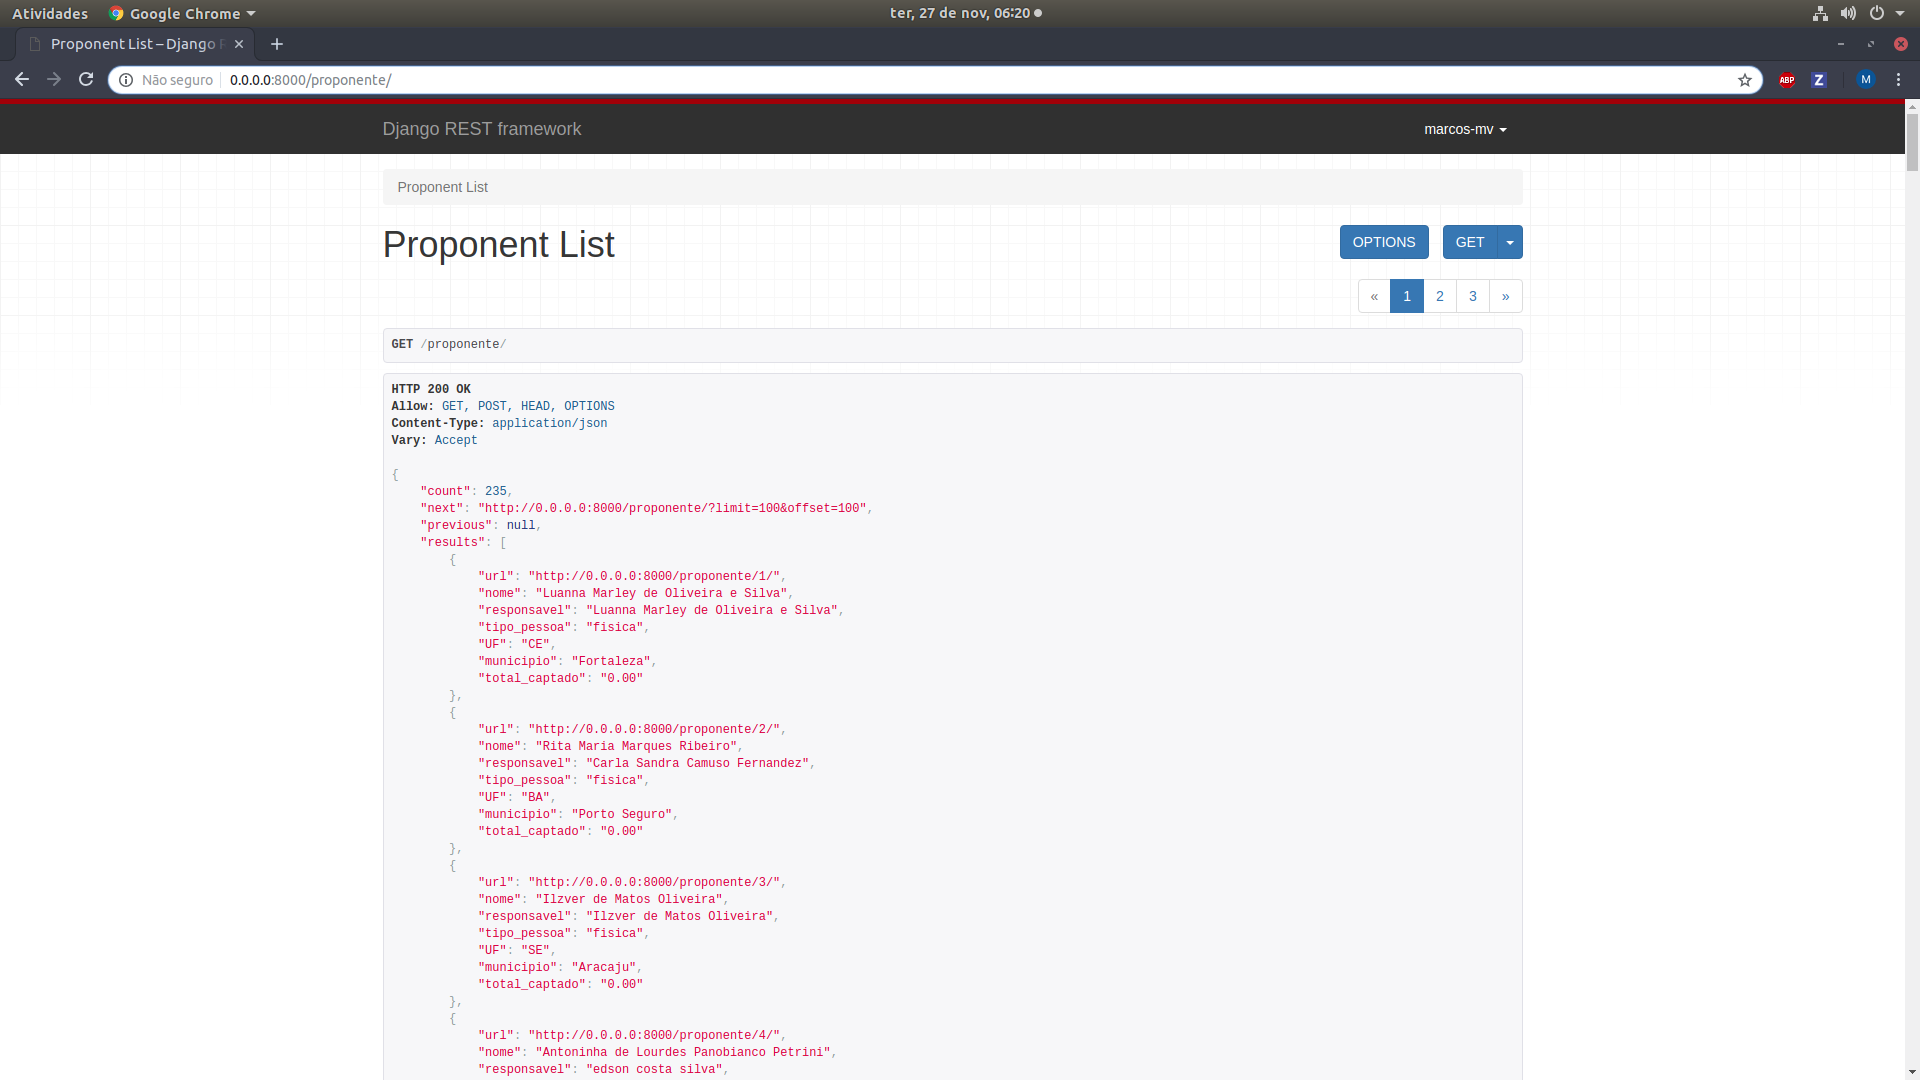 Atividades Google Chrome ter, 27 de nov, 06:20
Proponent List – Django R
Não seguro 0.0.0.0:8000/proponente/ ABP Z M
Django REST framework marcos-mv
Proponent List
Proponent List OPTIONS GET
« 1 2 3 »
GET /proponente/
HTTP 200 OK
Allow: GET, POST, HEAD, OPTIONS
Content-Type: application/json
Vary: Accept
{
"count": 235,
"next": "http://0.0.0.0:8000/proponente/?limit=100&offset=100",
"previous": null,
"results": [
{
"url": "http://0.0.0.0:8000/proponente/1/",
"nome": "Luanna Marley de Oliveira e Silva",
"responsavel": "Luanna Marley de Oliveira e Silva",
"tipo_pessoa": "fisica",
"UF": "CE",
"municipio": "Fortaleza",
"total_captado": "0.00"
},
{
"url": "http://0.0.0.0:8000/proponente/2/",
"nome": "Rita Maria Marques Ribeiro",
"responsavel": "Carla Sandra Camuso Fernandez",
"tipo_pessoa": "fisica",
"UF": "BA",
"municipio": "Porto Seguro",
"total_captado": "0.00"
},
{
"url": "http://0.0.0.0:8000/proponente/3/",
"nome": "Ilzver de Matos Oliveira",
"responsavel": "Ilzver de Matos Oliveira",
"tipo_pessoa": "fisica",
"UF": "SE",
"municipio": "Aracaju",
"total_captado": "0.00"
},
{
"url": "http://0.0.0.0:8000/proponente/4/",
"nome": "Antoninha de Lourdes Panobianco Petrini",
"responsavel": "edson costa silva",